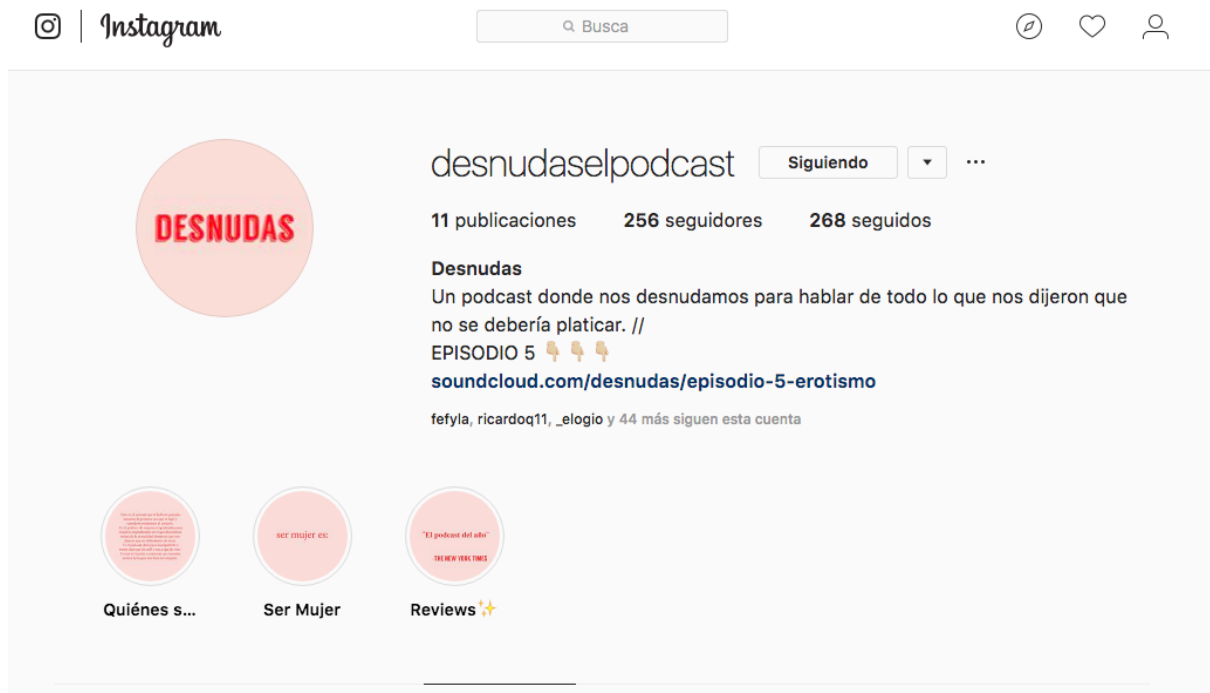 Instagram
Busca
desnudaselpodcast Siguiendo ...
DESNUDAS
11 publicaciones 256 seguidores 268 seguidos
Desnudas
Un podcast donde nos desnudamos para hablar de todo lo que nos dijeron que
no se debería platicar. //
EPISODIO 5 👇🏼 👇🏼 👇🏼
soundcloud.com/desnudas/episodio-5-erotismo
fefyla, ricardoq11, _elogio y 44 más siguen esta cuenta
ser mujer es:
"El podcast del año"
-THE NEW YORK TIMES
Quiénes s... Ser Mujer Reviews✨